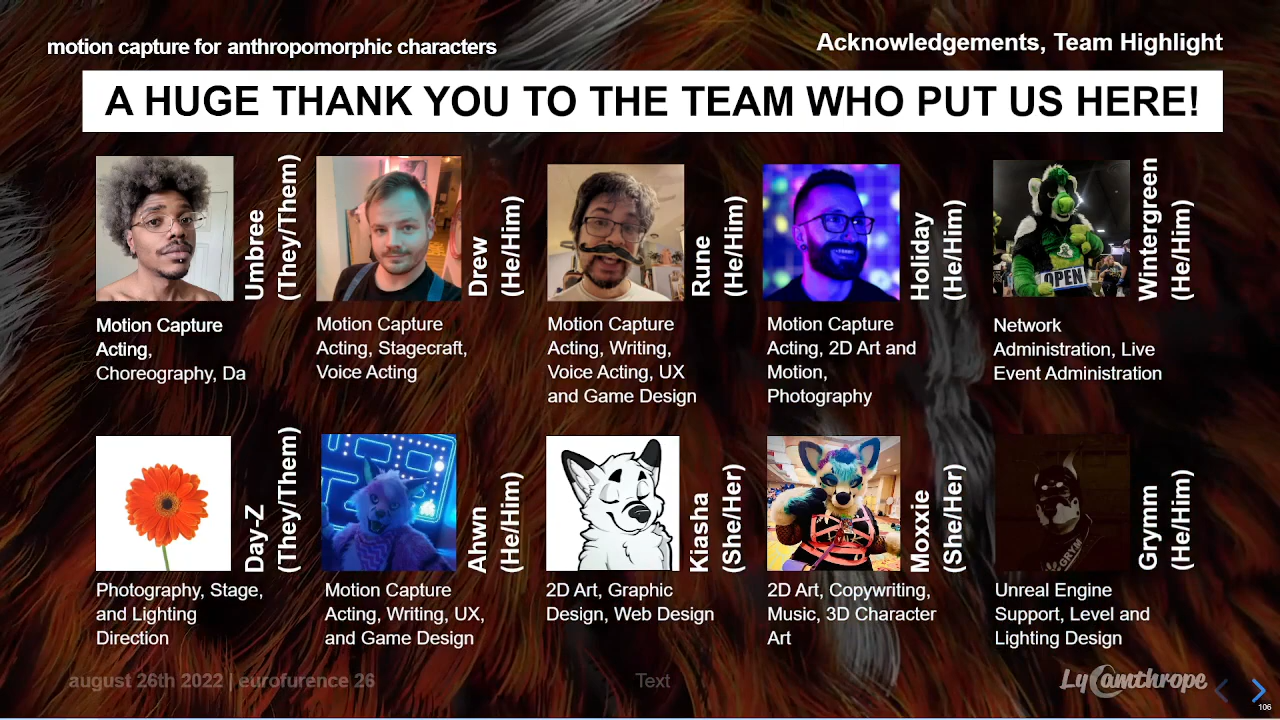 motion capture for anthropomorphic characters
Acknowledgements, Team Highlight
A HUGE THANK YOU TO THE TEAM WHO PUT US HERE!
Umbree
(They/Them)
Motion Capture
Acting,
Choreography, Da
Drew
(He/Him)
Motion Capture
Acting, Stagecraft,
Voice Acting
Rune
(He/Him)
Motion Capture
Acting, Writing,
Voice Acting, UX
and Game Design
Holiday
(He/Him)
Motion Capture
Acting, 2D Art and
Motion,
Photography
OPEN
Wintergreen
(He/Him)
Network
Administration, Live
Event Administration
Day-Z
(They/Them)
Photography, Stage,
and Lighting
Direction
Ahwn
(He/Him)
Motion Capture
Acting, Writing, UX,
and Game Design
Kiasha
(She/Her)
2D Art, Graphic
Design, Web Design
Moxxie
(She/Her)
2D Art, Copywriting,
Music, 3D Character
Art
GRYM
Grymm
(He/Him)
Unreal Engine
Support, Level and
Lighting Design
august 26th 2022 | eurofurence 26
Text
Lycamthrope
106